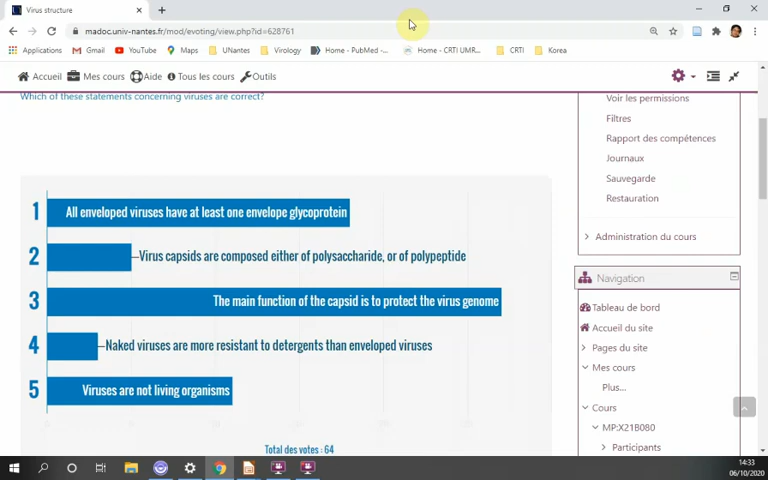 Virus structure
madoc.univ-nantes.fr/mod/evoting/view.php?id=628761
Applications Gmail YouTube Maps UNantes Virology Home - PubMed -... Home - CRTI UMR... CRTI Korea
Accueil Mes cours Aide Tous les cours Outils
Which of these statements concerning viruses are correct?
1 All enveloped viruses have at least one envelope glycoprotein
2 Virus capsids are composed either of polysaccharide, or of polypeptide
3 The main function of the capsid is to protect the virus genome
4 Naked viruses are more resistant to detergents than enveloped viruses
5 Viruses are not living organisms
Total des votes : 64
Voir les permissions
Filtres
Rapport des compétences
Journaux
Sauvegarde
Restauration
Administration du cours
Navigation
Tableau de bord
Accueil du site
Pages du site
Mes cours
Plus...
Cours
MP:X21B080
Participants
14:33
06/10/2020